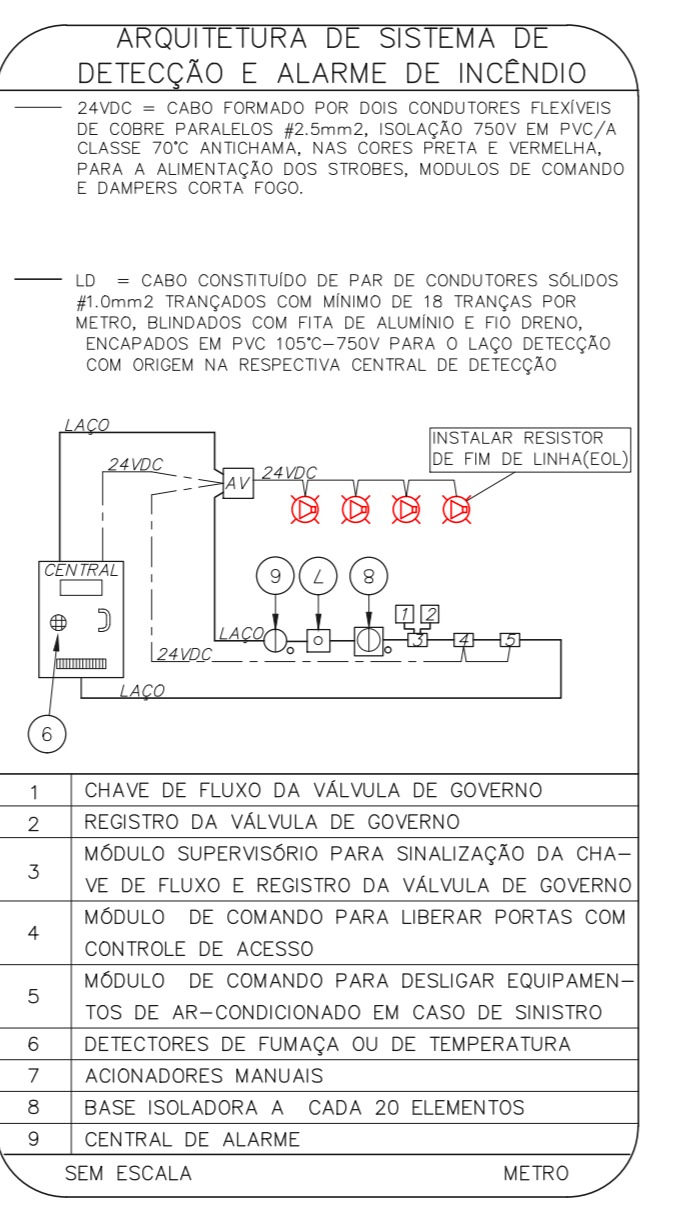 ARQUITETURA DE SISTEMA DE
DETECÇÃO E ALARME DE INCÊNDIO
24VDC = CABO FORMADO POR DOIS CONDUTORES FLEXÍVEIS
DE COBRE PARALELOS #2.5mm2, ISOLAÇÃO 750V EM PVC/A
CLASSE 70°C ANTICHAMA, NAS CORES PRETA E VERMELHA,
PARA A ALIMENTAÇÃO DOS STROBES, MODULOS DE COMANDO
E DAMPERS CORTA FOGO.
LD = CABO CONSTITUÍDO DE PAR DE CONDUTORES SÓLIDOS
#1.0mm2 TRANÇADOS COM MÍNIMO DE 18 TRANÇAS POR
METRO, BLINDADOS COM FITA DE ALUMÍNIO E FIO DRENO,
ENCAPADOS EM PVC 105°C-750V PARA O LAÇO DETECÇÃO
COM ORIGEM NA RESPECTIVA CENTRAL DE DETECÇÃO
LAÇO
INSTALAR RESISTOR
DE FIM DE LINHA(EOL)
24VDC
AV
24VDC
CENTRAL
6
7
8
1
2
LAÇO
3
4
5
24VDC
LAÇO
9
1 CHAVE DE FLUXO DA VÁLVULA DE GOVERNO
2 REGISTRO DA VÁLVULA DE GOVERNO
3 MÓDULO SUPERVISÓRIO PARA SINALIZAÇÃO DA CHA-
VE DE FLUXO E REGISTRO DA VÁLVULA DE GOVERNO
4 MÓDULO DE COMANDO PARA LIBERAR PORTAS COM
CONTROLE DE ACESSO
5 MÓDULO DE COMANDO PARA DESLIGAR EQUIPAMEN-
TOS DE AR-CONDICIONADO EM CASO DE SINISTRO
6 DETECTORES DE FUMAÇA OU DE TEMPERATURA
7 ACIONADORES MANUAIS
8 BASE ISOLADORA A CADA 20 ELEMENTOS
9 CENTRAL DE ALARME
SEM ESCALA METRO